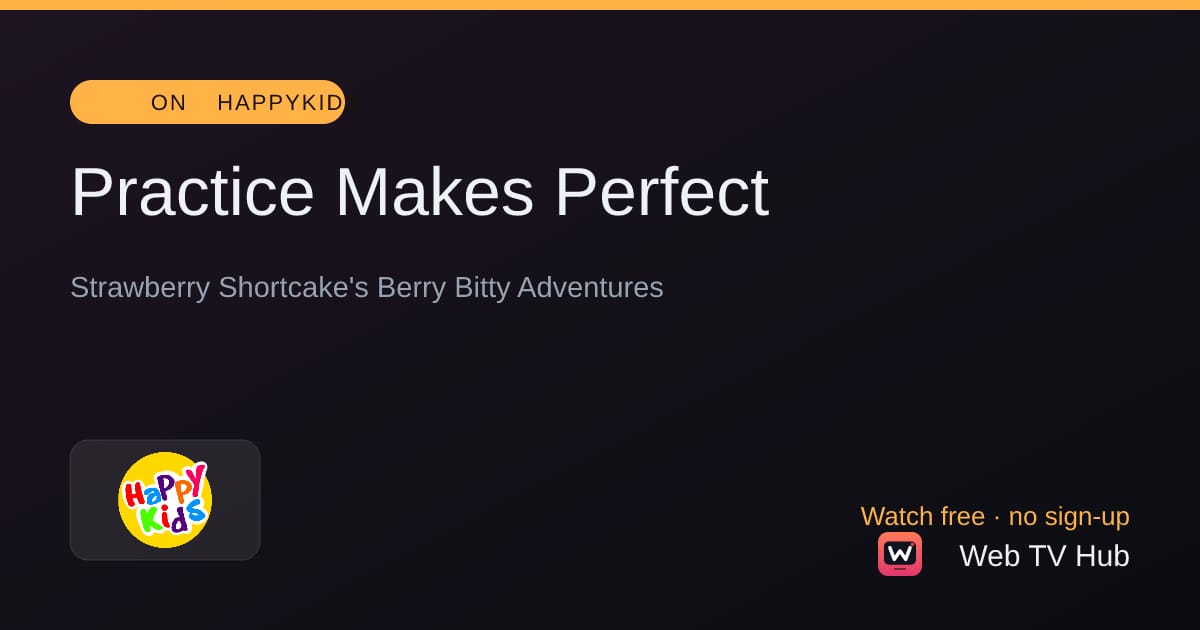 ON HAPPYKID
Practice Makes Perfect
Strawberry Shortcake's Berry Bitty Adventures
HaPPy
Kids
Watch free · no sign-up
W
Web TV Hub